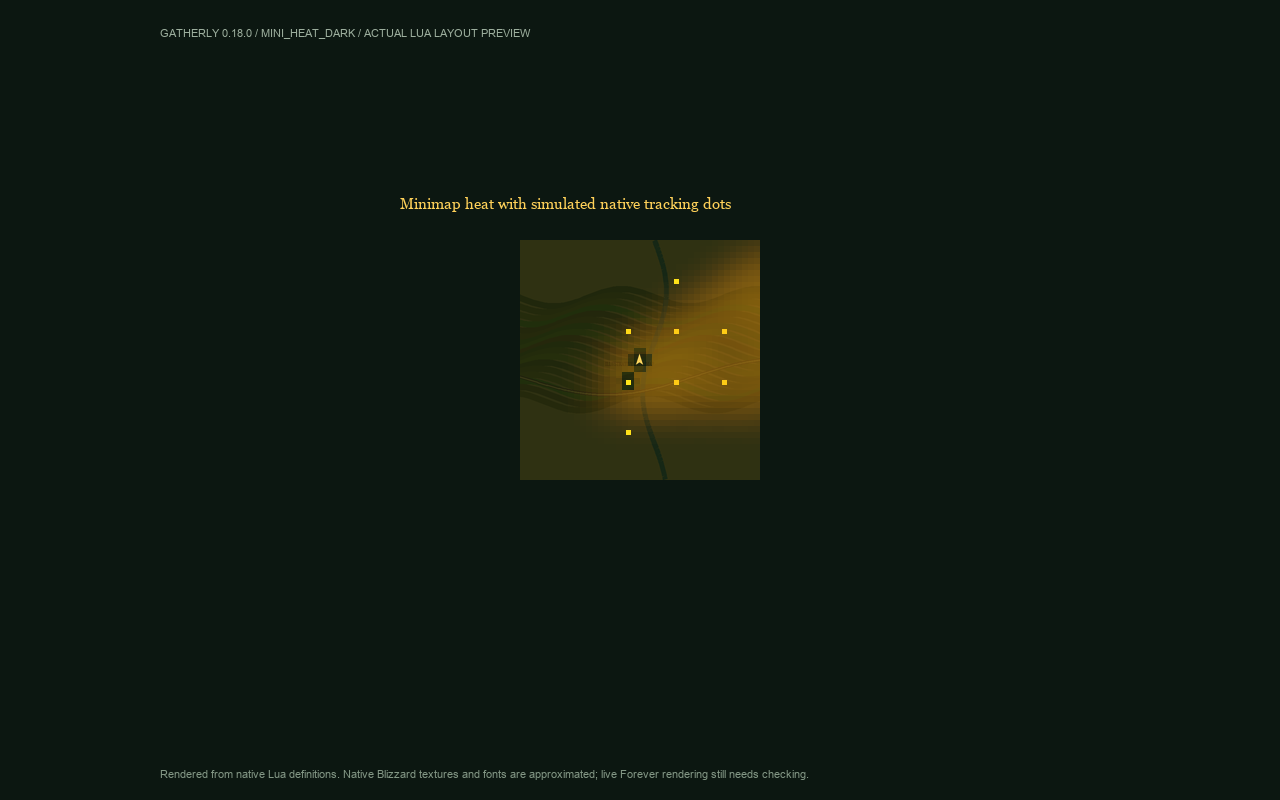 GATHERLY 0.18.0 / MINI_HEAT_DARK / ACTUAL LUA LAYOUT PREVIEW
Minimap heat with simulated native tracking dots
Rendered from native Lua definitions. Native Blizzard textures and fonts are approximated; live Forever rendering still needs checking.